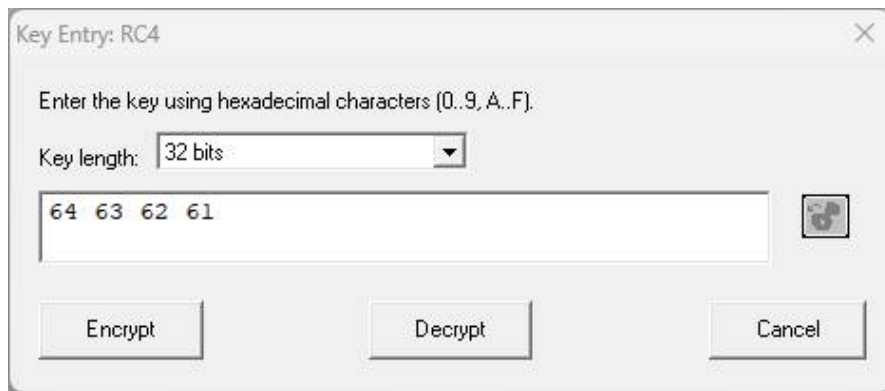 Key Entry: RC4
Enter the key using hexadecimal characters (0..9, A..F).
Key length: 32 bits
64 63 62 61
Encrypt Decrypt Cancel